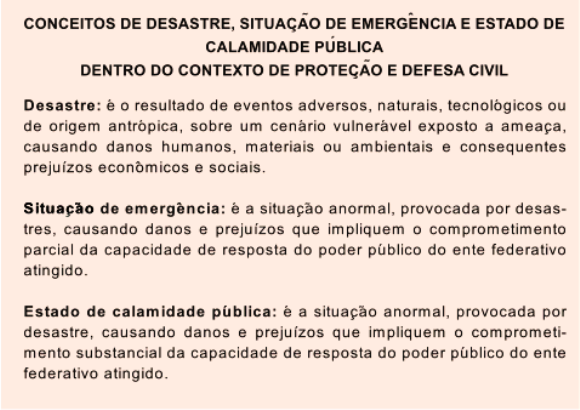 CONCEITOS DE DESASTRE, SITUAÇÃO DE EMERGÊNCIA E ESTADO DE
CALAMIDADE PÚBLICA
DENTRO DO CONTEXTO DE PROTEÇÃO E DEFESA CIVIL
Desastre: é o resultado de eventos adversos, naturais, tecnológicos ou
de origem antrópica, sobre um cenário vulnerável exposto a ameaça,
causando danos humanos, materiais ou ambientais e consequentes
prejuízos econômicos e sociais.
Situação de emergência: é a situação anormal, provocada por desas-
tres, causando danos e prejuízos que impliquem o comprometimento
parcial da capacidade de resposta do poder público do ente federativo
atingido.
Estado de calamidade pública: é a situação anormal, provocada por
desastre, causando danos e prejuízos que impliquem o comprometi-
mento substancial da capacidade de resposta do poder público do ente
federativo atingido.